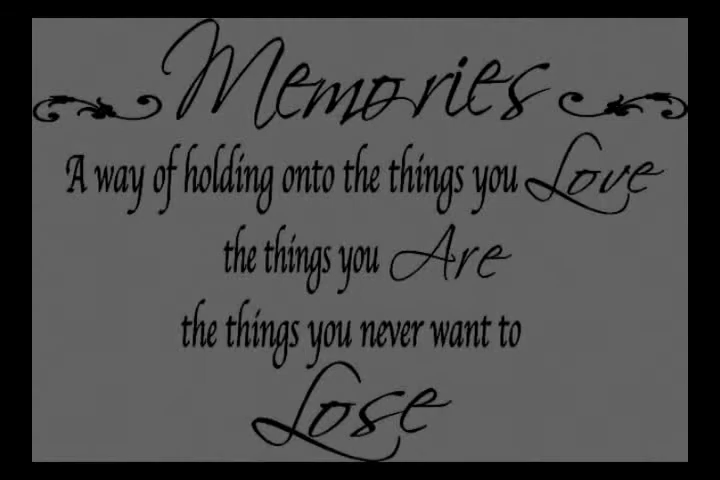 Memories
A way of holding onto the things you Love
the things you Are
the things you never want to
Lose